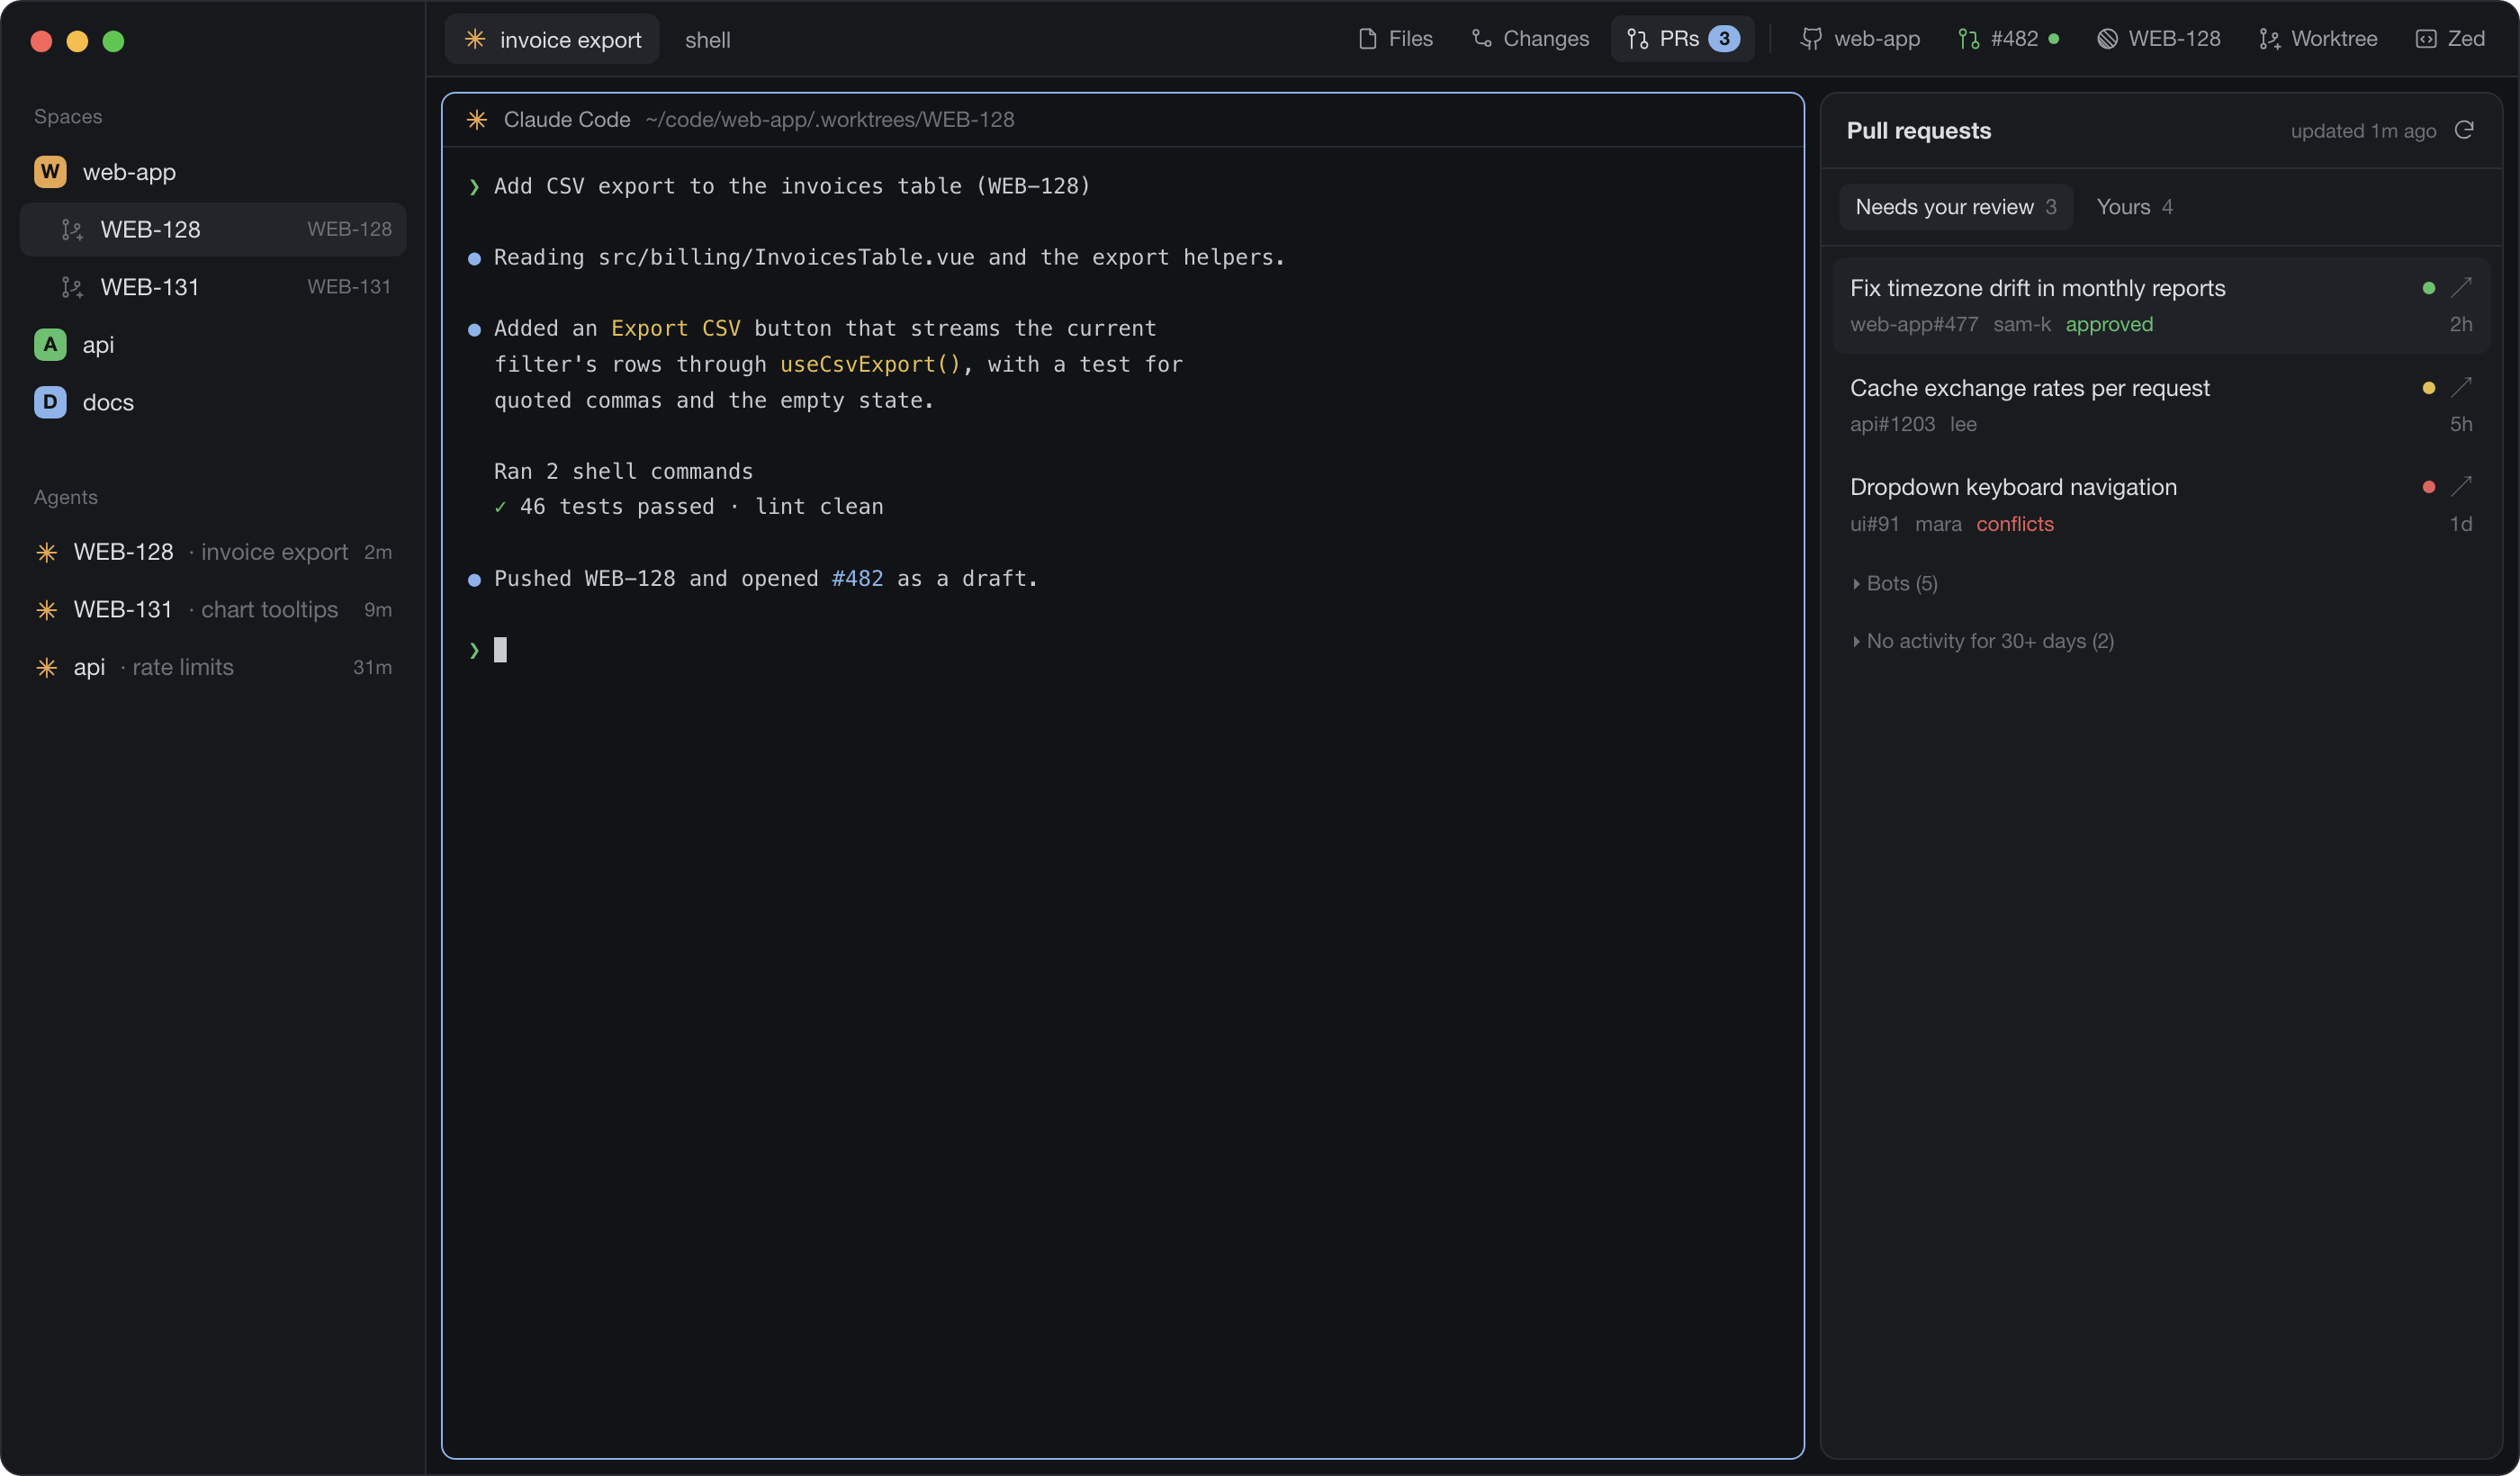 invoice export
shell
Files
Changes
PRs 3
web-app
#482
WEB-128
Worktree
Zed
Spaces
W web-app
WEB-128 WEB-128
WEB-131 WEB-131
A api
D docs
Agents
WEB-128 · invoice export 2m
WEB-131 · chart tooltips 9m
api · rate limits 31m
Claude Code ~/code/web-app/.worktrees/WEB-128
❯ Add CSV export to the invoices table (WEB-128)
● Reading src/billing/InvoicesTable.vue and the export helpers.
● Added an Export CSV button that streams the current
filter's rows through useCsvExport(), with a test for
quoted commas and the empty state.
Ran 2 shell commands
✓ 46 tests passed · lint clean
● Pushed WEB-128 and opened #482 as a draft.
❯
Pull requests updated 1m ago
Needs your review 3 Yours 4
Fix timezone drift in monthly reports
web-app#477 sam-k approved 2h
Cache exchange rates per request
api#1203 lee 5h
Dropdown keyboard navigation
ui#91 mara conflicts 1d
Bots (5)
No activity for 30+ days (2)